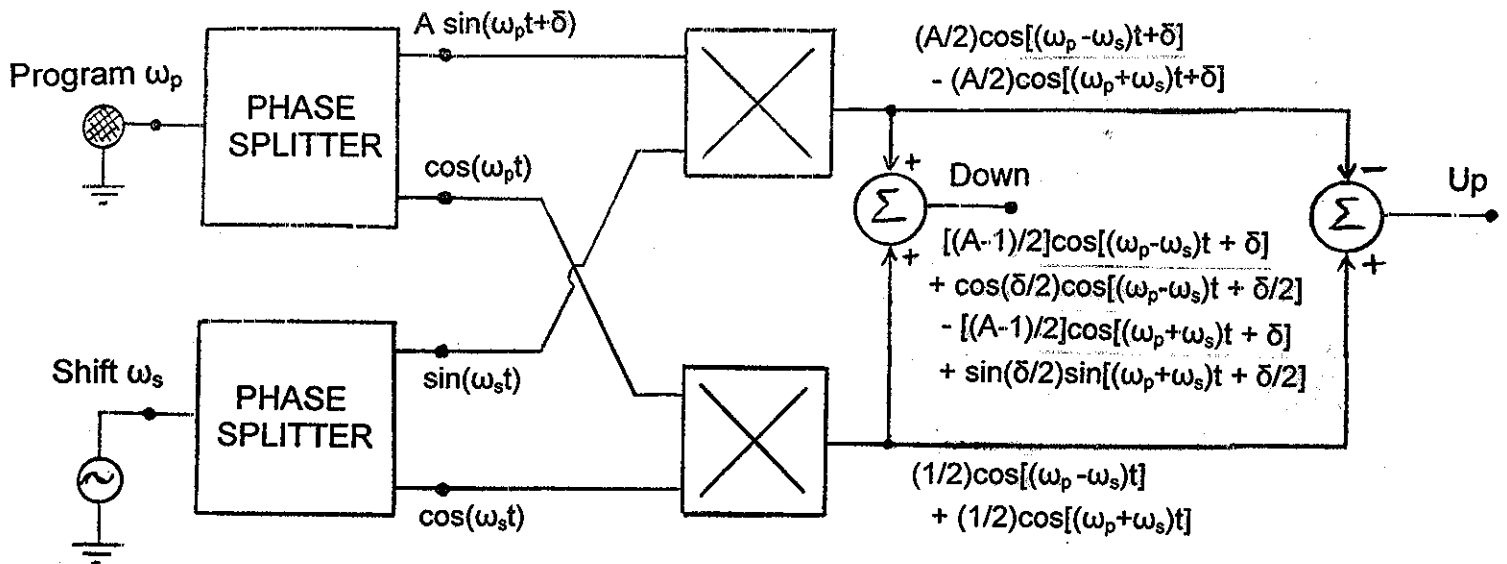 A sin(ωpt+δ)
Program ωp
PHASE
SPLITTER
cos(ωpt)
(A/2)cos[(ωp -ωs)t+δ]
- (A/2)cos[(ωp+ωs)t+δ]
+
Σ
+
Down
−
Σ
+
Up
[(A-1)/2]cos[(ωp-ωs)t + δ]
+ cos(δ/2)cos[(ωp-ωs)t + δ/2]
- [(A-1)/2]cos[(ωp+ωs)t + δ]
+ sin(δ/2)sin[(ωp+ωs)t + δ/2]
Shift ωs
PHASE
SPLITTER
sin(ωst)
cos(ωst)
(1/2)cos[(ωp -ωs)t]
+ (1/2)cos[(ωp+ωs)t]